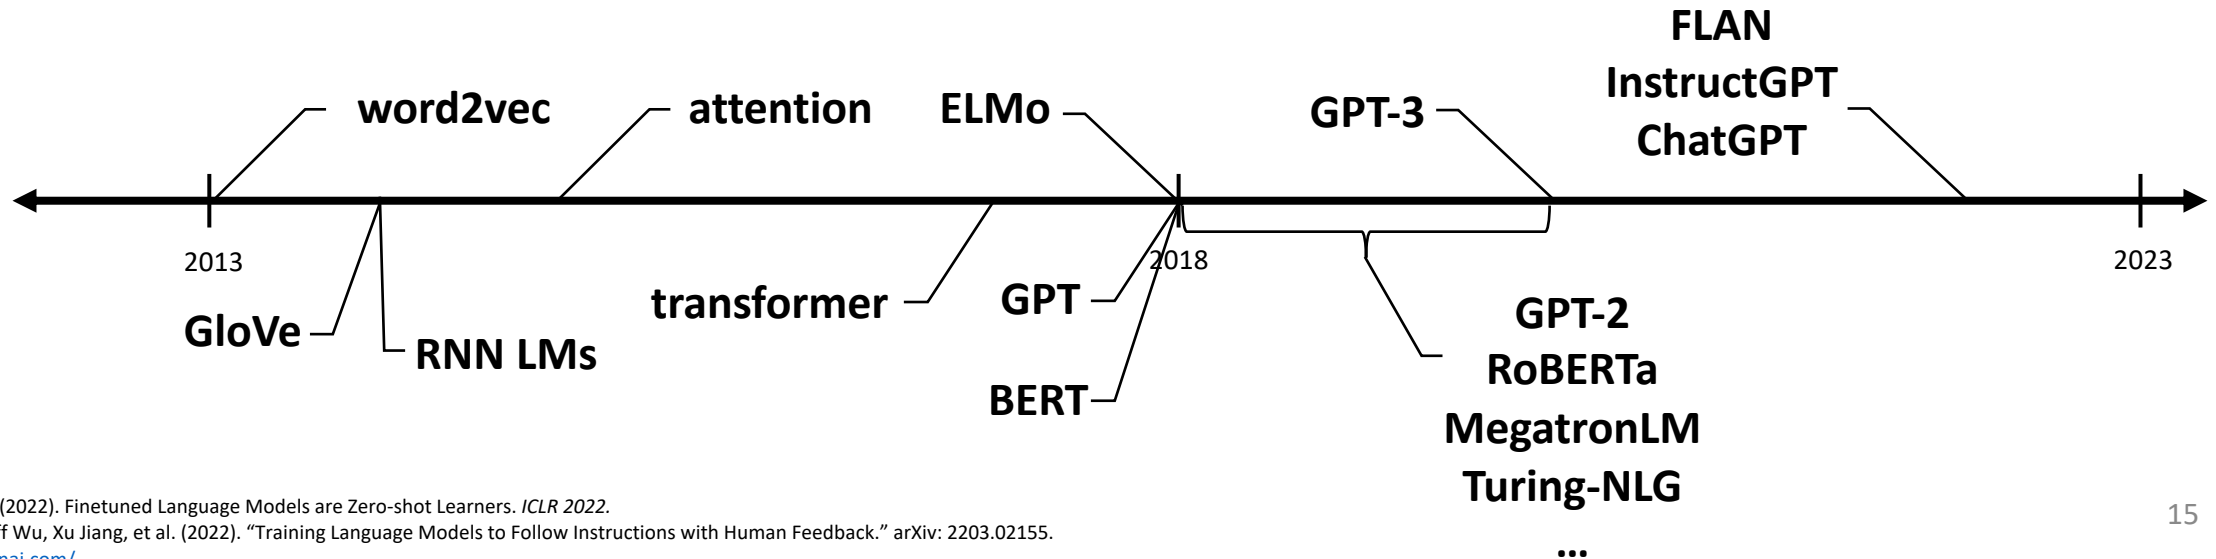 FLAN
InstructGPT
ChatGPT
word2vec
attention
ELMo
GPT-3
2013
2018
2023
GloVe
RNN LMs
transformer
GPT
BERT
GPT-2
RoBERTa
MegatronLM
Turing-NLG
...
(2022). Finetuned Language Models are Zero-shot Learners. ICLR 2022.
ff Wu, Xu Jiang, et al. (2022). “Training Language Models to Follow Instructions with Human Feedback.” arXiv: 2203.02155.
15